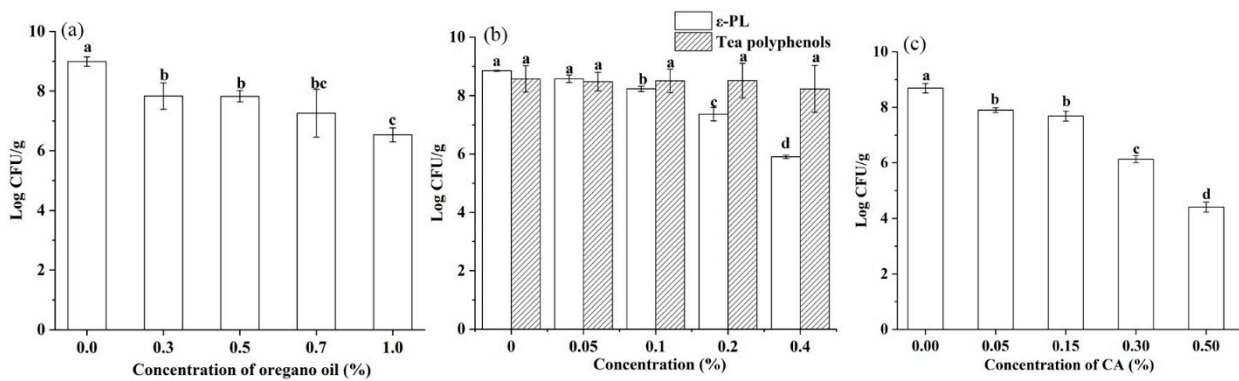 (a)
10
8
6
4
2
0
Log CFU/g
a
b
b
bc
c
0.0 0.3 0.5 0.7 1.0
Concentration of oregano oil (%)
(b)
ε-PL
Tea polyphenols
10
8
6
4
2
0
Log CFU/g
a a a a b a c a d a
0 0.05 0.1 0.2 0.4
Concentration (%)
(c)
10
8
6
4
2
0
Log CFU/g
a
b
b
c
d
0.00 0.05 0.15 0.30 0.50
Concentration of CA (%)